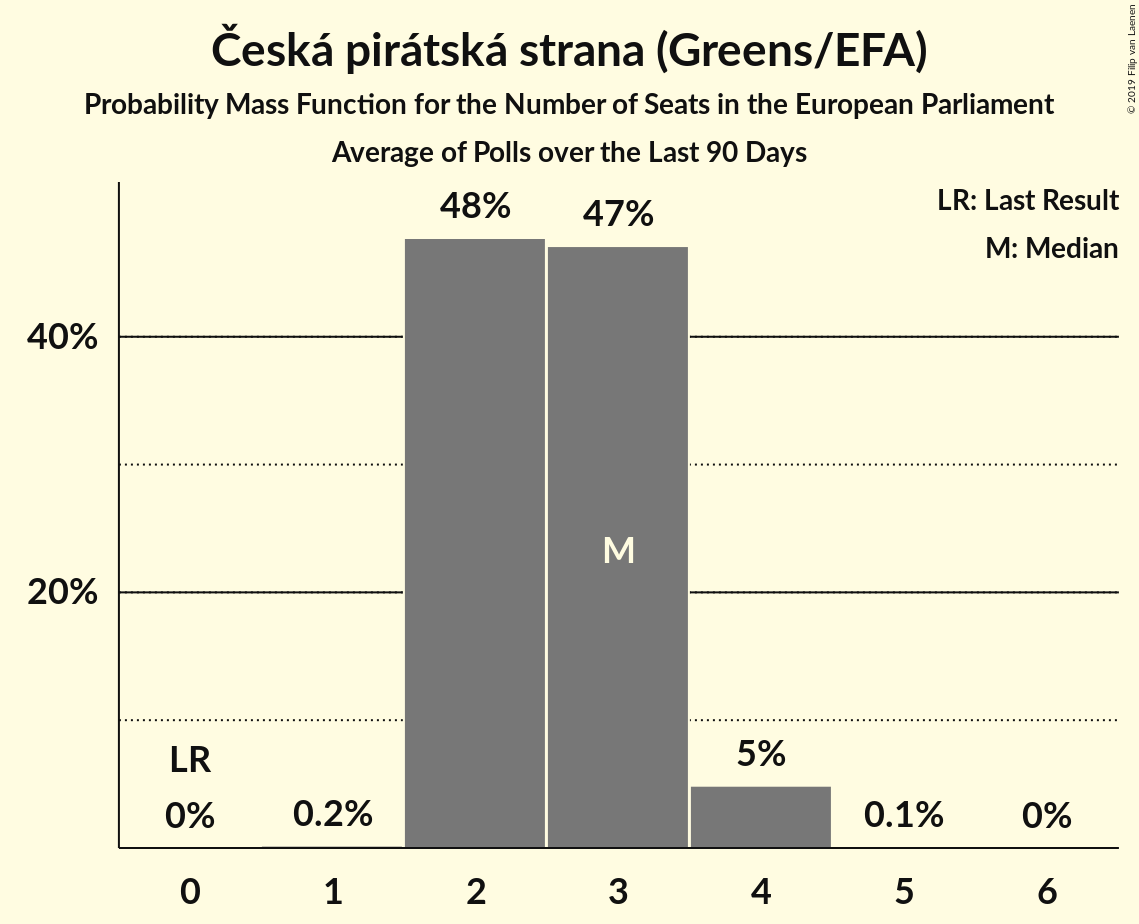 Česká pirátská strana (Greens/EFA)
Probability Mass Function for the Number of Seats in the European Parliament
Average of Polls over the Last 90 Days
© 2019 Filip van Laenen
LR: Last Result
M: Median
48%
47%
40%
M
20%
LR
5%
0%
0.2%
0.1%
0%
0
1
2
3
4
5
6